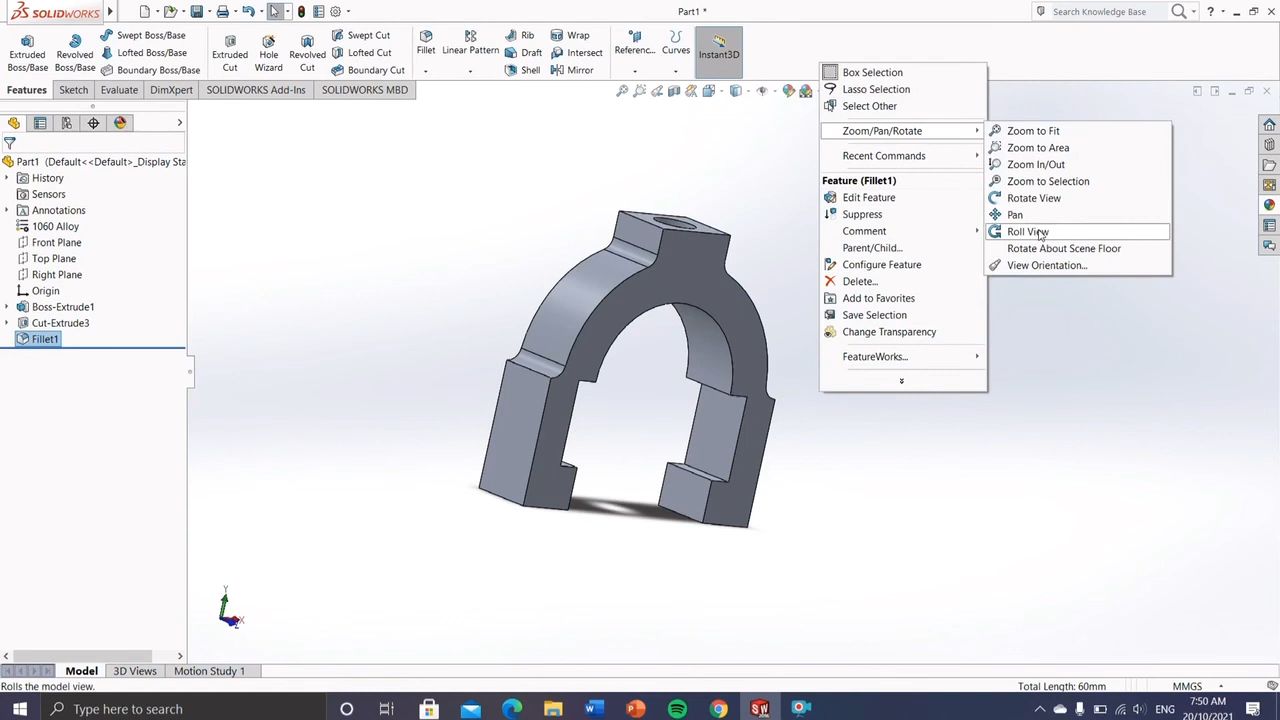 SOLIDWORKS
Part1 *
Search Knowledge Base
Extruded Boss/Base
Revolved Boss/Base
Swept Boss/Base
Lofted Boss/Base
Boundary Boss/Base
Extruded Cut
Hole Wizard
Revolved Cut
Swept Cut
Lofted Cut
Boundary Cut
Fillet
Linear Pattern
Rib
Draft
Shell
Wrap
Intersect
Mirror
Referenc...
Curves
Instant3D
Features
Sketch
Evaluate
DimXpert
SOLIDWORKS Add-Ins
SOLIDWORKS MBD
Part1 (Default<<Default>_Display Sta
History
Sensors
Annotations
1060 Alloy
Front Plane
Top Plane
Right Plane
Origin
Boss-Extrude1
Cut-Extrude3
Fillet1
Box Selection
Lasso Selection
Select Other
Zoom/Pan/Rotate
Recent Commands
Feature (Fillet1)
Edit Feature
Suppress
Comment
Parent/Child...
Configure Feature
Delete...
Add to Favorites
Save Selection
Change Transparency
FeatureWorks...
Zoom to Fit
Zoom to Area
Zoom In/Out
Zoom to Selection
Rotate View
Pan
Roll View
Rotate About Scene Floor
View Orientation...
Y
X
Model
3D Views
Motion Study 1
Rolls the model view.
Total Length: 60mm
MMGS
Type here to search
ENG
7:50 AM
20/10/2021